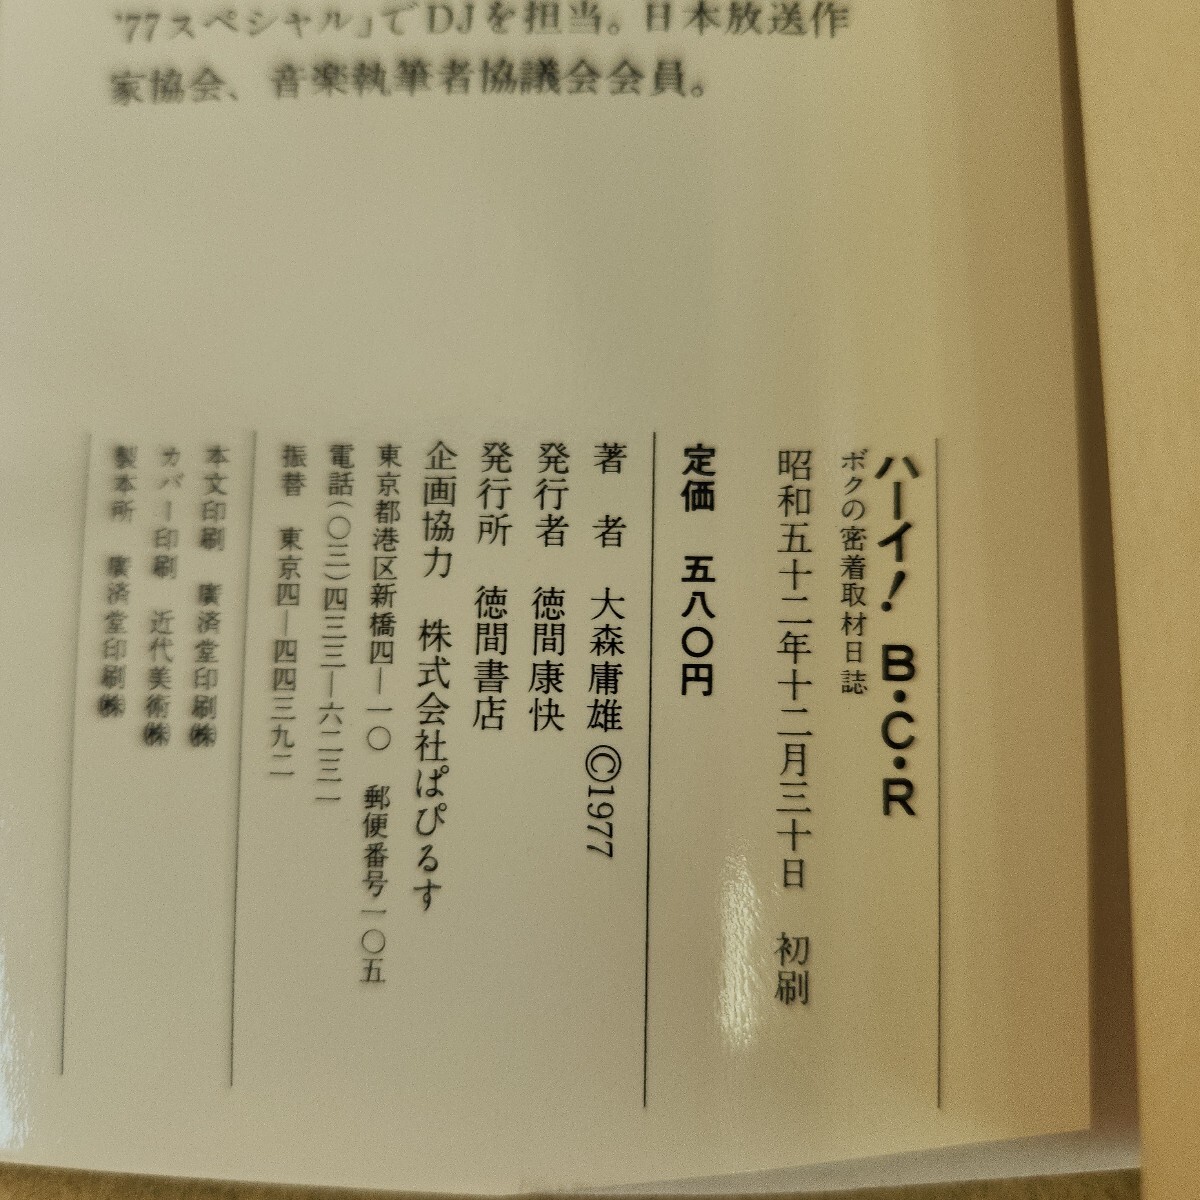 '77スペシャル」でDJを担当。日本放送作
家協会、音楽執筆者協議会会員。
ハーイ！ B・C・R
ボクの密着取材日誌
昭和五十二年十二月三十日 初刷
定価 五八〇円
著 者 大森庸雄 ©1977
発行者 徳間康快
発行所 徳間書店
企画協力 株式会社ぱぴるす
東京都港区新橋四—一〇 郵便番号一〇五
電話(〇三)四三三—六二三一
振替 東京四—四四三九二
本文印刷 廣済堂印刷㈱
カバー印刷 近代美術㈱
製本所 廣済堂印刷㈱